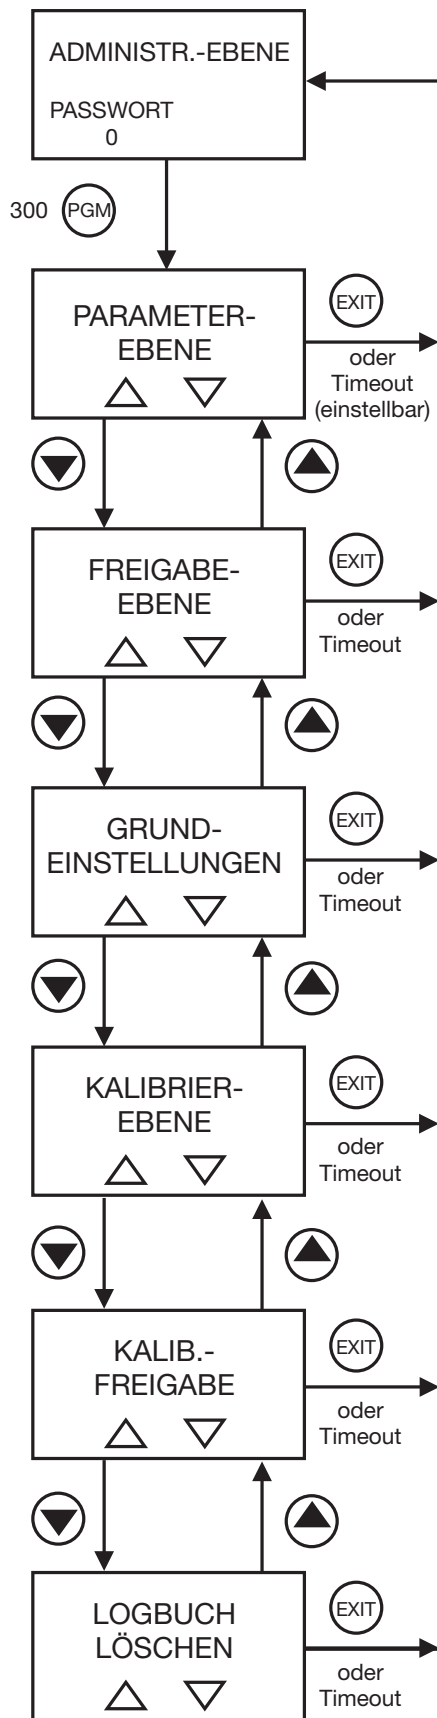 ADMINISTR.-EBENE
PASSWORT
0
300 PGM
PARAMETER-
EBENE
EXIT
oder
Timeout
(einstellbar)
FREIGABE-
EBENE
EXIT
oder
Timeout
GRUND-
EINSTELLUNGEN
EXIT
oder
Timeout
KALIBRIER-
EBENE
EXIT
oder
Timeout
KALIB.-
FREIGABE
EXIT
oder
Timeout
LOGBUCH
LÖSCHEN
EXIT
oder
Timeout